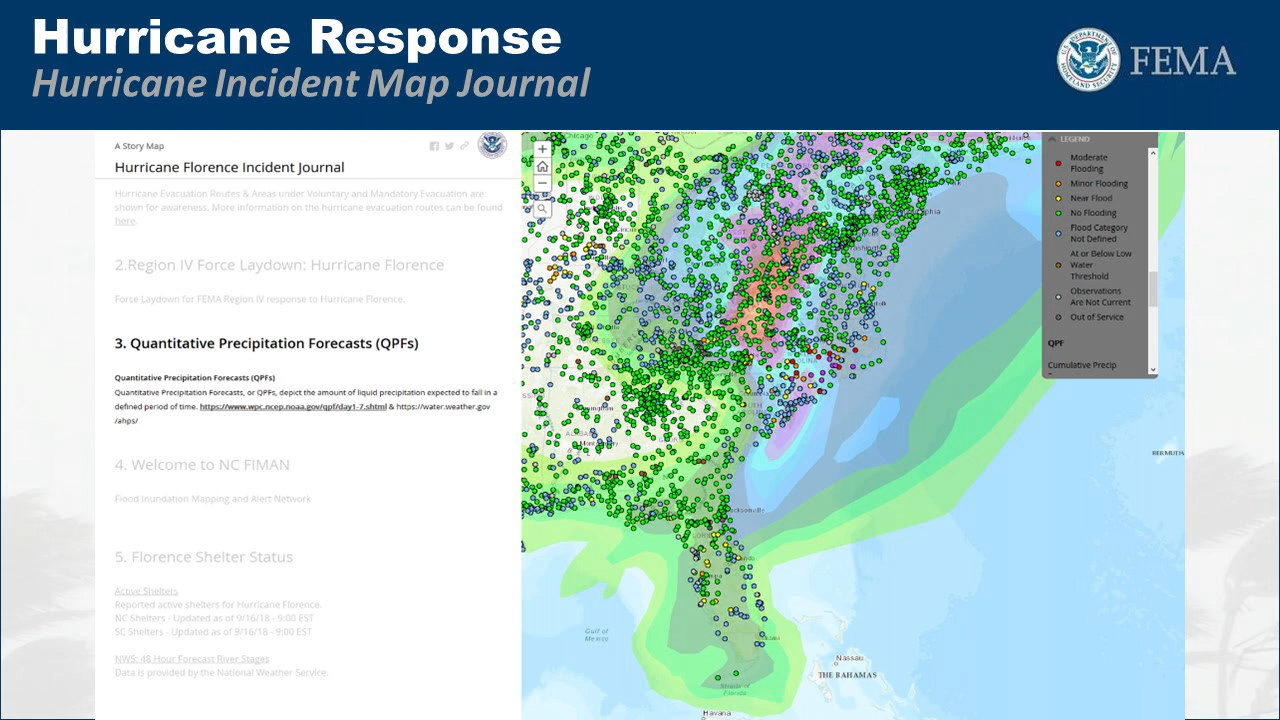 Hurricane Response
Hurricane Incident Map Journal
U.S. DEPARTMENT OF
HOMELAND SECURITY
FEMA
A Story Map
Hurricane Florence Incident Journal
Hurricane Evacuation Routes & Areas under Voluntary and Mandatory Evacuation are
shown for awareness. More information on the hurricane evacuation routes can be found
here.
2.Region IV Force Laydown: Hurricane Florence
Force Laydown for FEMA Region IV response to Hurricane Florence.
3. Quantitative Precipitation Forecasts (QPFs)
Quantitative Precipitation Forecasts (QPFs)
Quantitative Precipitation Forecasts, or QPFs, depict the amount of liquid precipitation expected to fall in a
defined period of time. https://www.wpc.ncep.noaa.gov/qpf/day1-7.shtml & https://water.weather.gov
/ahps/
4. Welcome to NC FIMAN
Flood Inundation Mapping and Alert Network
5. Florence Shelter Status
Active Shelters
Reported active shelters for Hurricane Florence.
NC Shelters - Updated as of 9/16/18 - 9:00 EST
SC Shelters - Updated as of 9/16/18 - 9:00 EST
NWS: 48 Hour Forecast River Stages
Data is provided by the National Weather Service.
Chicago
LEGEND
Moderate
Flooding
Minor Flooding
Near Flood
No Flooding
Flood Category
Not Defined
At or Below Low
Water
Threshold
Observations
Are Not Current
Out of Service
QPF
Cumulative Precip
BERMUDA
Jacksonville
Gulf of
Mexico
Nassau
THE BAHAMAS
Straits of
Florida
Havana